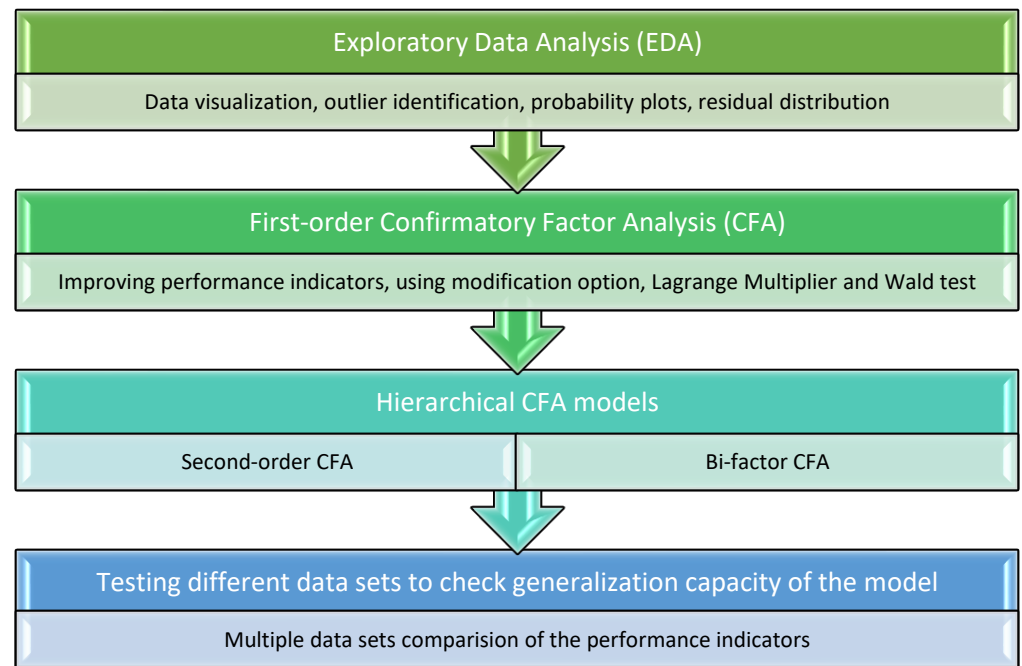 Exploratory Data Analysis (EDA)
Data visualization, outlier identification, probability plots, residual distribution
First-order Confirmatory Factor Analysis (CFA)
Improving performance indicators, using modification option, Lagrange Multiplier and Wald test
Hierarchical CFA models
Second-order CFA
Bi-factor CFA
Testing different data sets to check generalization capacity of the model
Multiple data sets comparision of the performance indicators